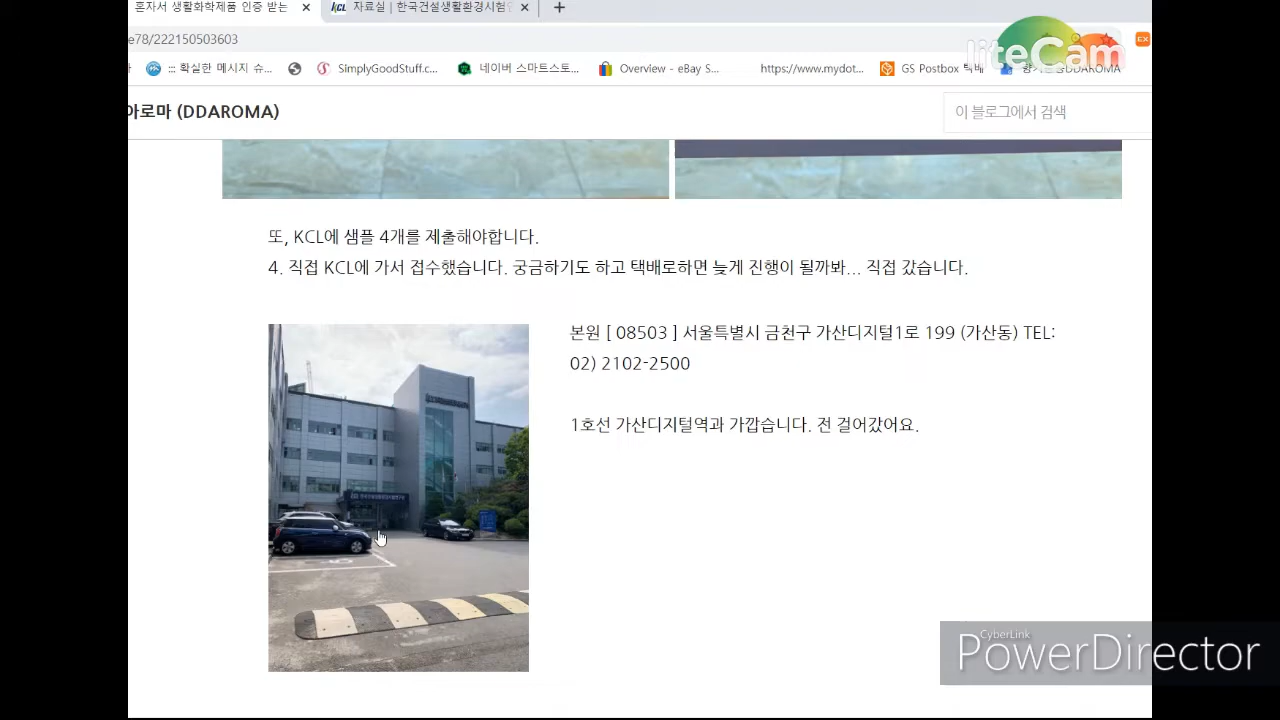 혼자서 생활화학제품 인증 받는
KCL 자료실 | 한국건설생활환경시험연
e78/222150503603
::: 확실한 메시지 슈...
SimplyGoodStuff.c...
네이버 스마트스토...
Overview - eBay S...
https://www.mydot...
GS Postbox 택배
DDAROMA
liteCam
EX
아로마 (DDAROMA)
이 블로그에서 검색
또, KCL에 샘플 4개를 제출해야합니다.
4. 직접 KCL에 가서 접수했습니다. 궁금하기도 하고 택배로하면 늦게 진행이 될까봐... 직접 갔습니다.
본원 [ 08503 ] 서울특별시 금천구 가산디지털1로 199 (가산동) TEL:
02) 2102-2500
1호선 가산디지털역과 가깝습니다. 전 걸어갔어요.
CyberLink
PowerDirector